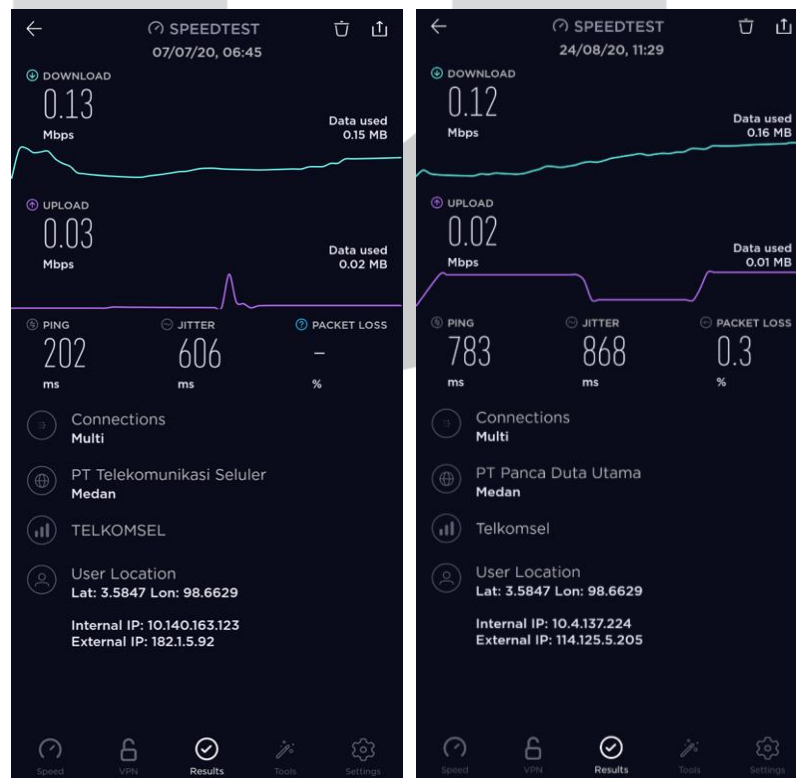 SPEEDTEST
07/07/20, 06:45
DOWNLOAD
0.13
Mbps
Data used
0.15 MB
UPLOAD
0.03
Mbps
Data used
0.02 MB
PING
JITTER
PACKET LOSS
202
606
–
ms
ms
%
Connections
Multi
PT Telekomunikasi Seluler
Medan
TELKOMSEL
User Location
Lat: 3.5847 Lon: 98.6629
Internal IP: 10.140.163.123
External IP: 182.1.5.92
Speed
VPN
Results
Tools
Settings
SPEEDTEST
24/08/20, 11:29
DOWNLOAD
0.12
Mbps
Data used
0.16 MB
UPLOAD
0.02
Mbps
Data used
0.01 MB
PING
JITTER
PACKET LOSS
783
868
0.3
ms
ms
%
Connections
Multi
PT Panca Duta Utama
Medan
Telkomsel
User Location
Lat: 3.5847 Lon: 98.6629
Internal IP: 10.4.137.224
External IP: 114.125.5.205
Speed
VPN
Results
Tools
Settings